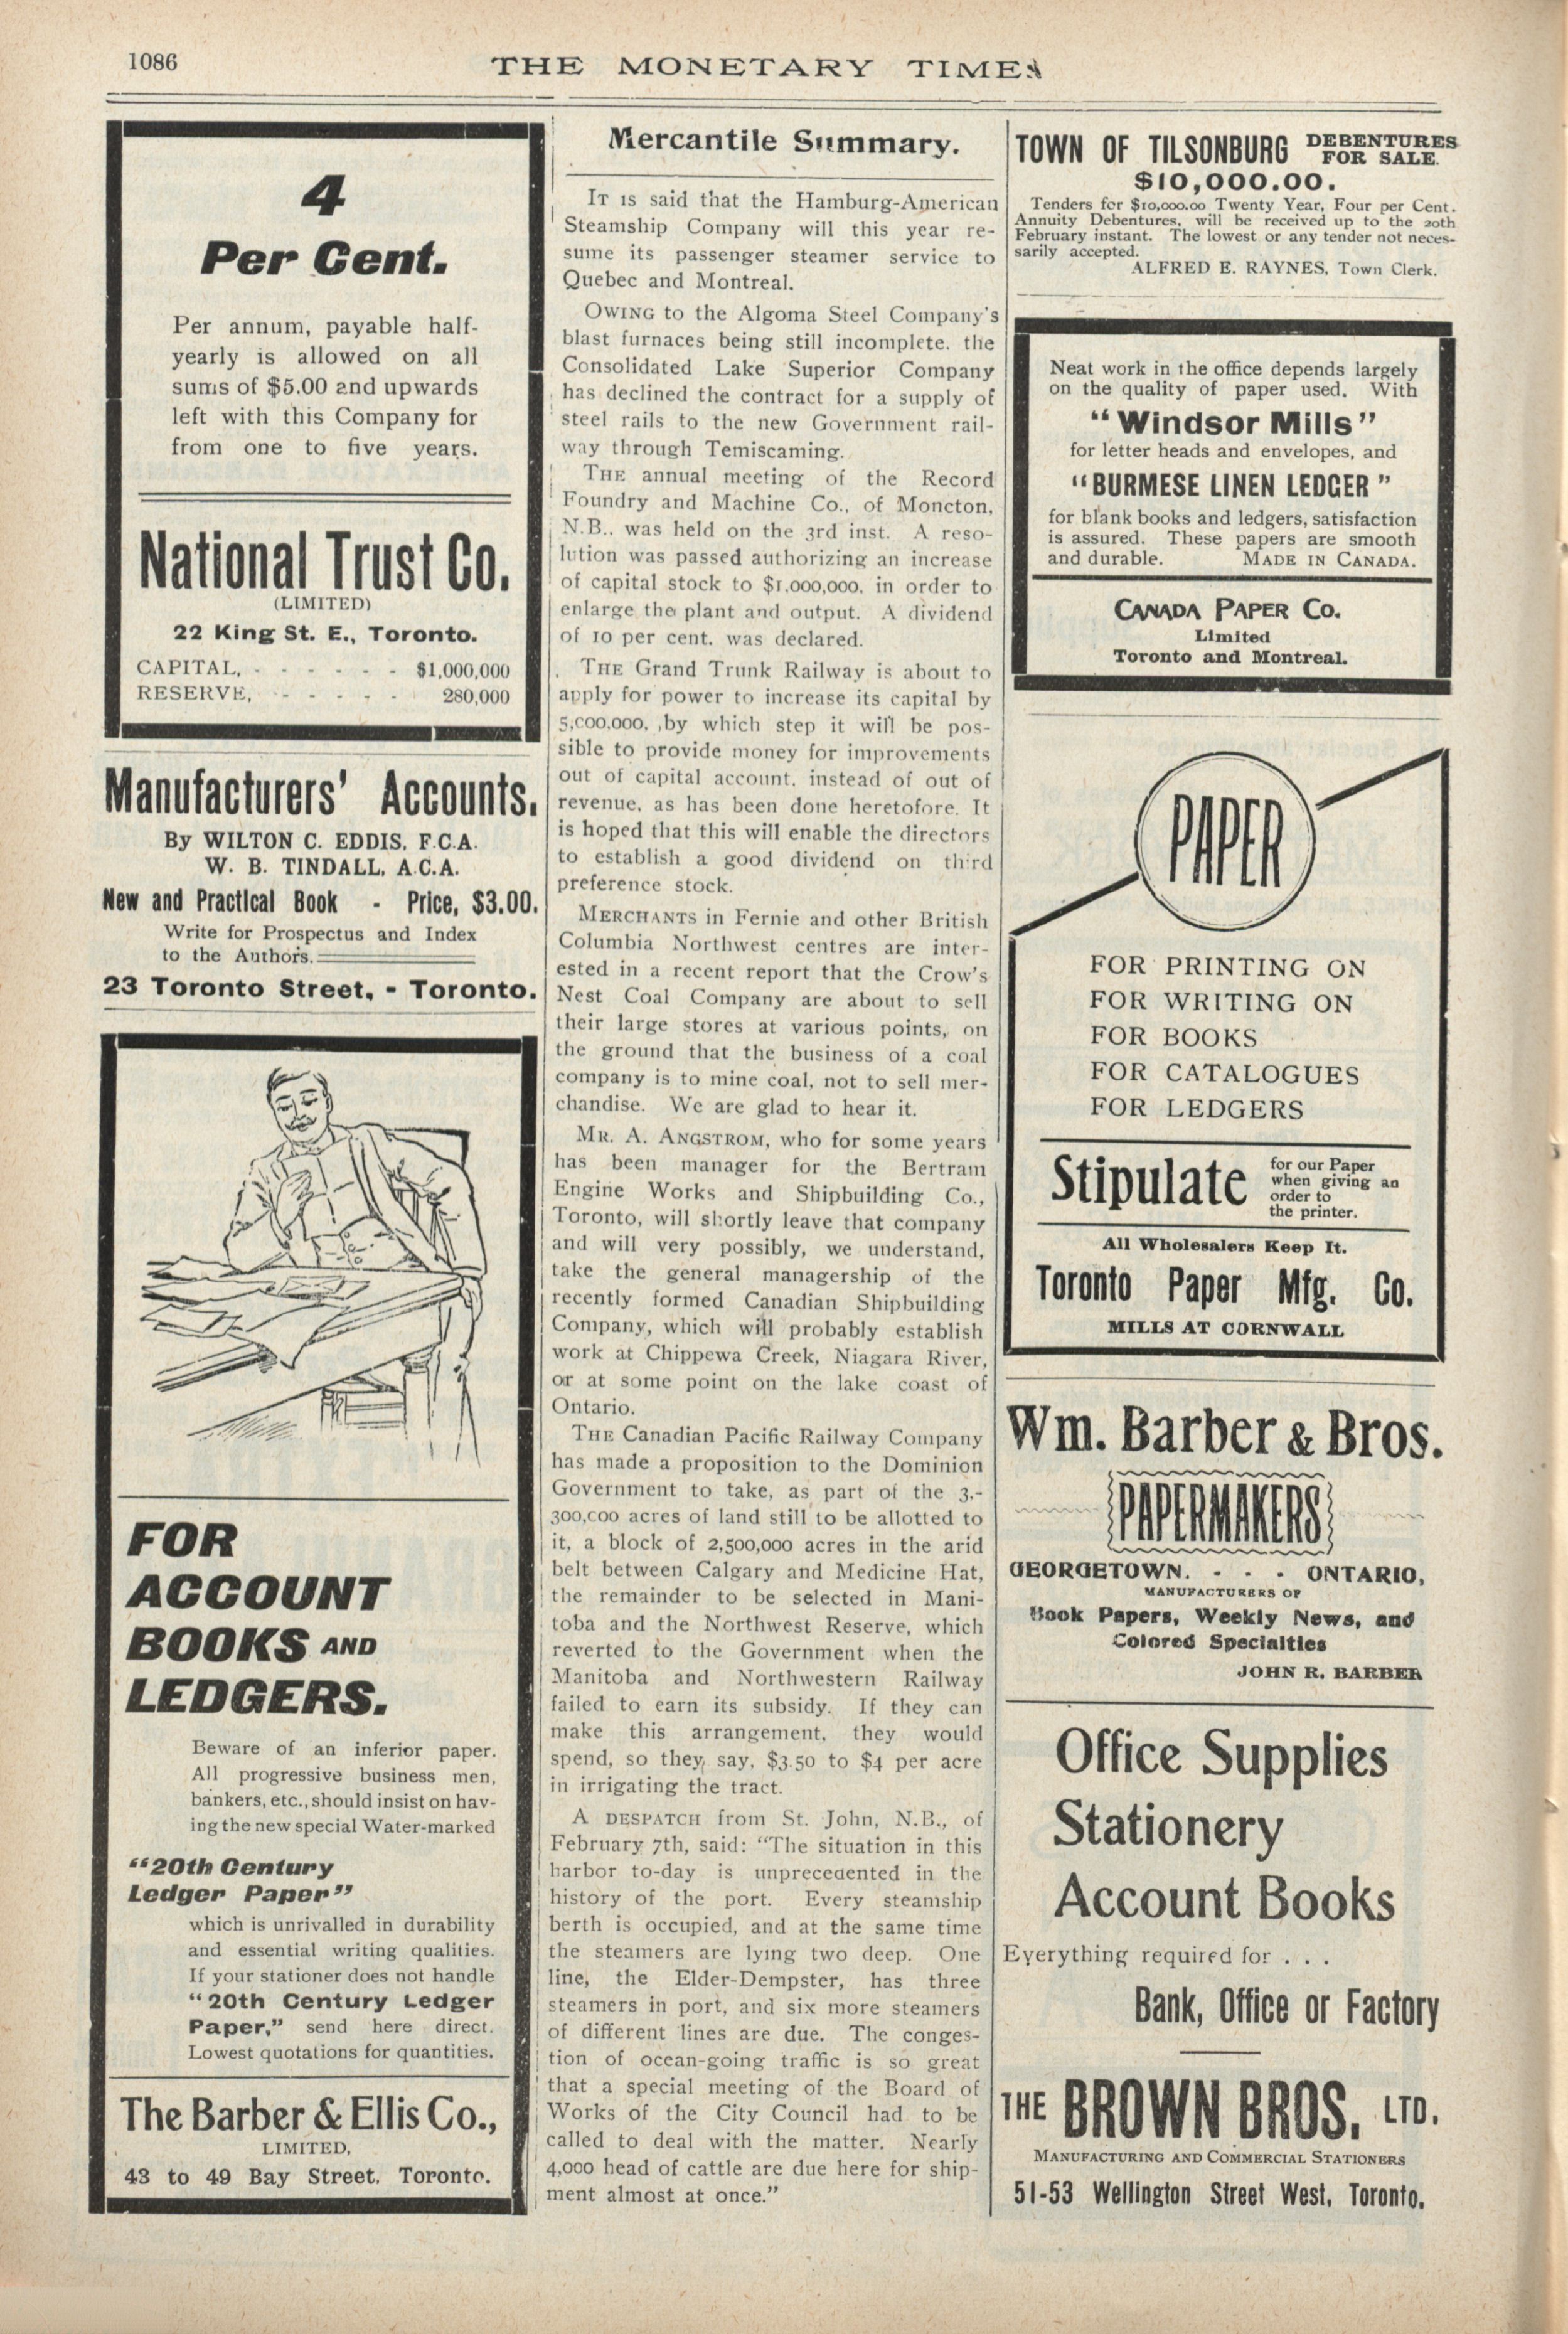 1086
THE MONETARY TIMES
4
Per Cent.
Per annum, payable half-
yearly is allowed on all
sums of $5.00 and upwards
left with this Company for
from one to five years.
National Trust Co.
(LIMITED)
22 King St. E., Toronto.
CAPITAL, - - - - - - $1,000,000
RESERVE, - - - - - 280,000
Manufacturers' Accounts.
By WILTON C. EDDIS, F.C.A.
W. B. TINDALL, A.C.A.
New and Practical Book - Price, $3.00.
Write for Prospectus and Index
to the Authors.
23 Toronto Street, - Toronto.
FOR
ACCOUNT
BOOKS AND
LEDGERS.
Beware of an inferior paper.
All progressive business men,
bankers, etc., should insist on hav-
ing the new special Water-marked
"20th Century
Ledger Paper"
which is unrivalled in durability
and essential writing qualities.
If your stationer does not handle
"20th Century Ledger
Paper," send here direct.
Lowest quotations for quantities.
The Barber & Ellis Co.,
LIMITED,
43 to 49 Bay Street, Toronto.
Mercantile Summary.
IT IS said that the Hamburg-American
Steamship Company will this year re-
sume its passenger steamer service to
Quebec and Montreal.
OWING to the Algoma Steel Company's
blast furnaces being still incomplete, the
Consolidated Lake Superior Company
has declined the contract for a supply of
steel rails to the new Government rail-
way through Temiscaming.
THE annual meeting of the Record
Foundry and Machine Co., of Moncton,
N.B., was held on the 3rd inst. A reso-
lution was passed authorizing an increase
of capital stock to $1,000,000, in order to
enlarge the plant and output. A dividend
of 10 per cent. was declared.
THE Grand Trunk Railway is about to
apply for power to increase its capital by
5,000,000, by which step it will be pos-
sible to provide money for improvements
out of capital account, instead of out of
revenue, as has been done heretofore. It
is hoped that this will enable the directors
to establish a good dividend on third
preference stock.
MERCHANTS in Fernie and other British
Columbia Northwest centres are inter-
ested in a recent report that the Crow's
Nest Coal Company are about to sell
their large stores at various points, on
the ground that the business of a coal
company is to mine coal, not to sell mer-
chandise. We are glad to hear it.
MR. A. ANGSTROM, who for some years
has been manager for the Bertram
Engine Works and Shipbuilding Co.,
Toronto, will shortly leave that company
and will very possibly, we understand,
take the general managership of the
recently formed Canadian Shipbuilding
Company, which will probably establish
work at Chippewa Creek, Niagara River,
or at some point on the lake coast of
Ontario.
THE Canadian Pacific Railway Company
has made a proposition to the Dominion
Government to take, as part of the 3,-
300,000 acres of land still to be allotted to
it, a block of 2,500,000 acres in the arid
belt between Calgary and Medicine Hat,
the remainder to be selected in Mani-
toba and the Northwest Reserve, which
reverted to the Government when the
Manitoba and Northwestern Railway
failed to earn its subsidy. If they can
make this arrangement, they would
spend, so they say, $3.50 to $4 per acre
in irrigating the tract.
A DESPATCH from St. John, N.B., of
February 7th, said: "The situation in this
harbor to-day is unprecedented in the
history of the port. Every steamship
berth is occupied, and at the same time
the steamers are lying two deep. One
line, the Elder-Dempster, has three
steamers in port, and six more steamers
of different lines are due. The conges-
tion of ocean-going traffic is so great
that a special meeting of the Board of
Works of the City Council had to be
called to deal with the matter. Nearly
4,000 head of cattle are due here for ship-
ment almost at once."
TOWN OF TILSONBURG DEBENTURES
FOR SALE.
$10,000.00.
Tenders for $10,000.00 Twenty Year, Four per Cent.
Annuity Debentures, will be received up to the 20th
February instant. The lowest or any tender not neces-
sarily accepted.
ALFRED E. RAYNES, Town Clerk.
Neat work in the office depends largely
on the quality of paper used. With
"Windsor Mills"
for letter heads and envelopes, and
"BURMESE LINEN LEDGER"
for blank books and ledgers, satisfaction
is assured. These papers are smooth
and durable. MADE IN CANADA.
CANADA PAPER CO.
Limited
Toronto and Montreal.
PAPER
FOR PRINTING ON
FOR WRITING ON
FOR BOOKS
FOR CATALOGUES
FOR LEDGERS
Stipulate for our Paper
when giving an
order to
the printer.
All Wholesalers Keep It.
Toronto Paper Mfg. Co.
MILLS AT CORNWALL
Wm. Barber & Bros.
PAPERMAKERS
GEORGETOWN. - - - ONTARIO,
MANUFACTURERS OF
Book Papers, Weekly News, and
Colored Specialties
JOHN R. BARBER
Office Supplies
Stationery
Account Books
Everything required for . . .
Bank, Office or Factory
THE BROWN BROS. LTD.
MANUFACTURING AND COMMERCIAL STATIONERS
51-53 Wellington Street West, Toronto.